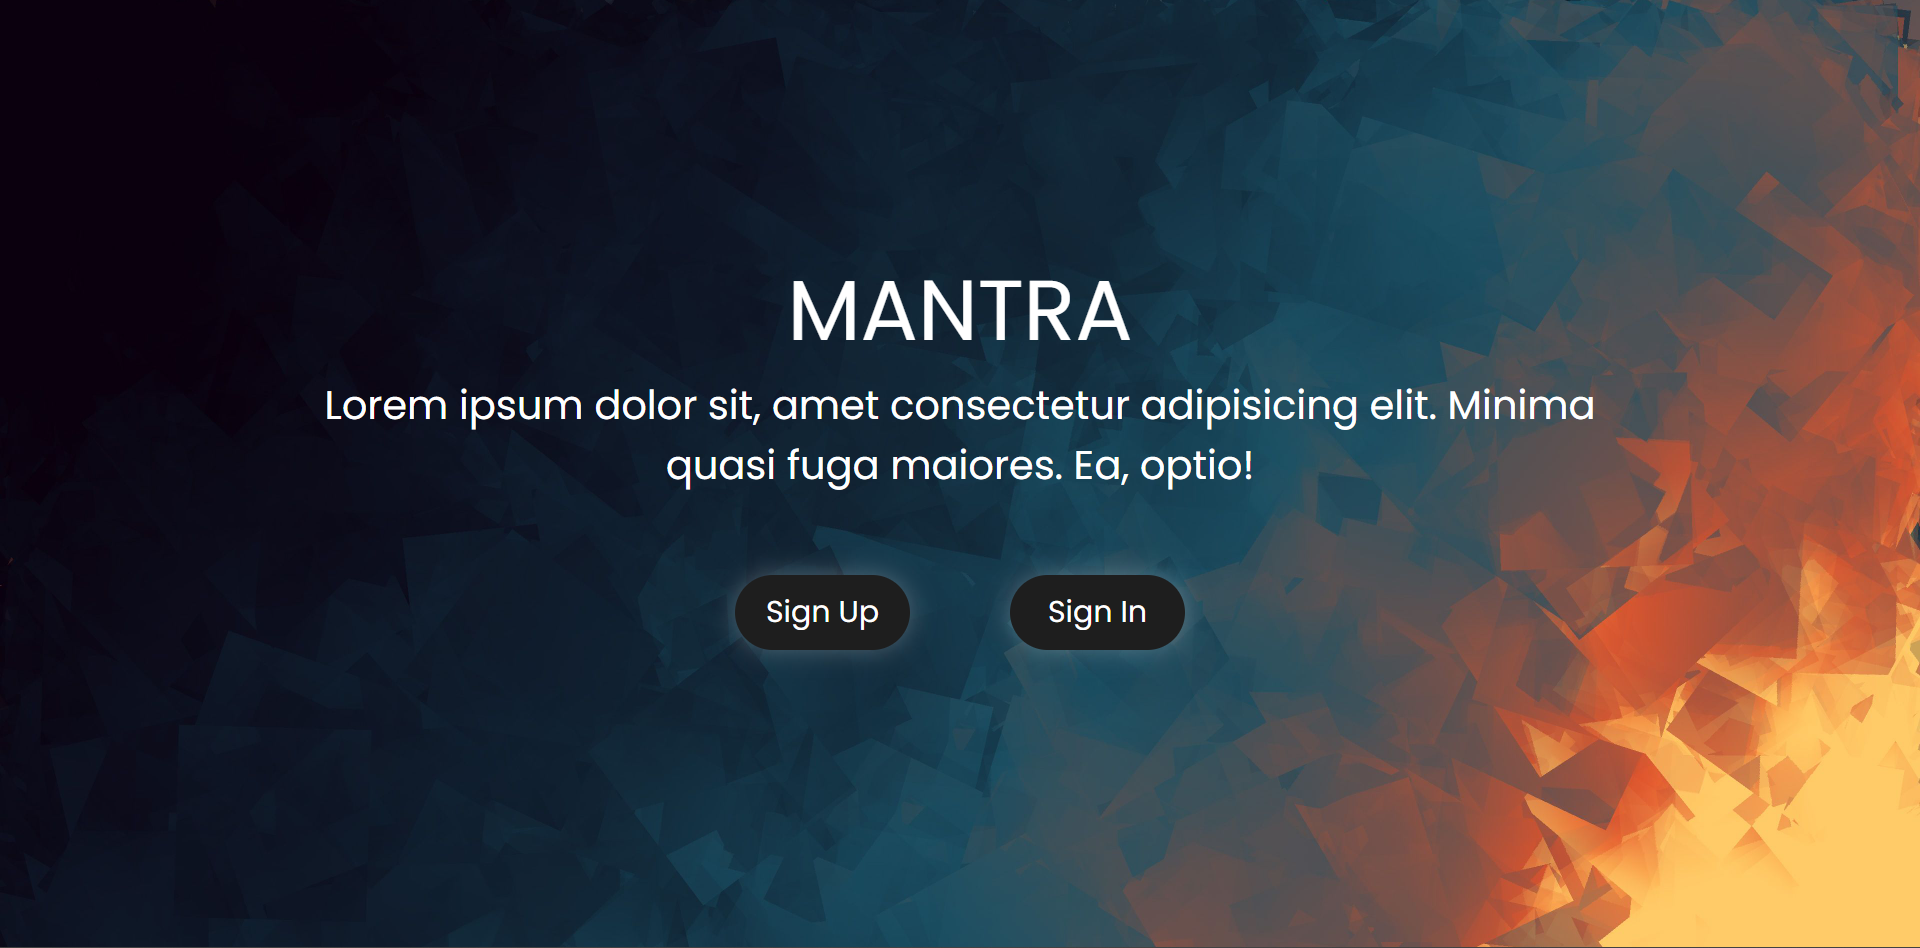 MANTRA
Lorem ipsum dolor sit, amet consectetur adipisicing elit. Minima
quasi fuga maiores. Ea, optio!
Sign Up
Sign In